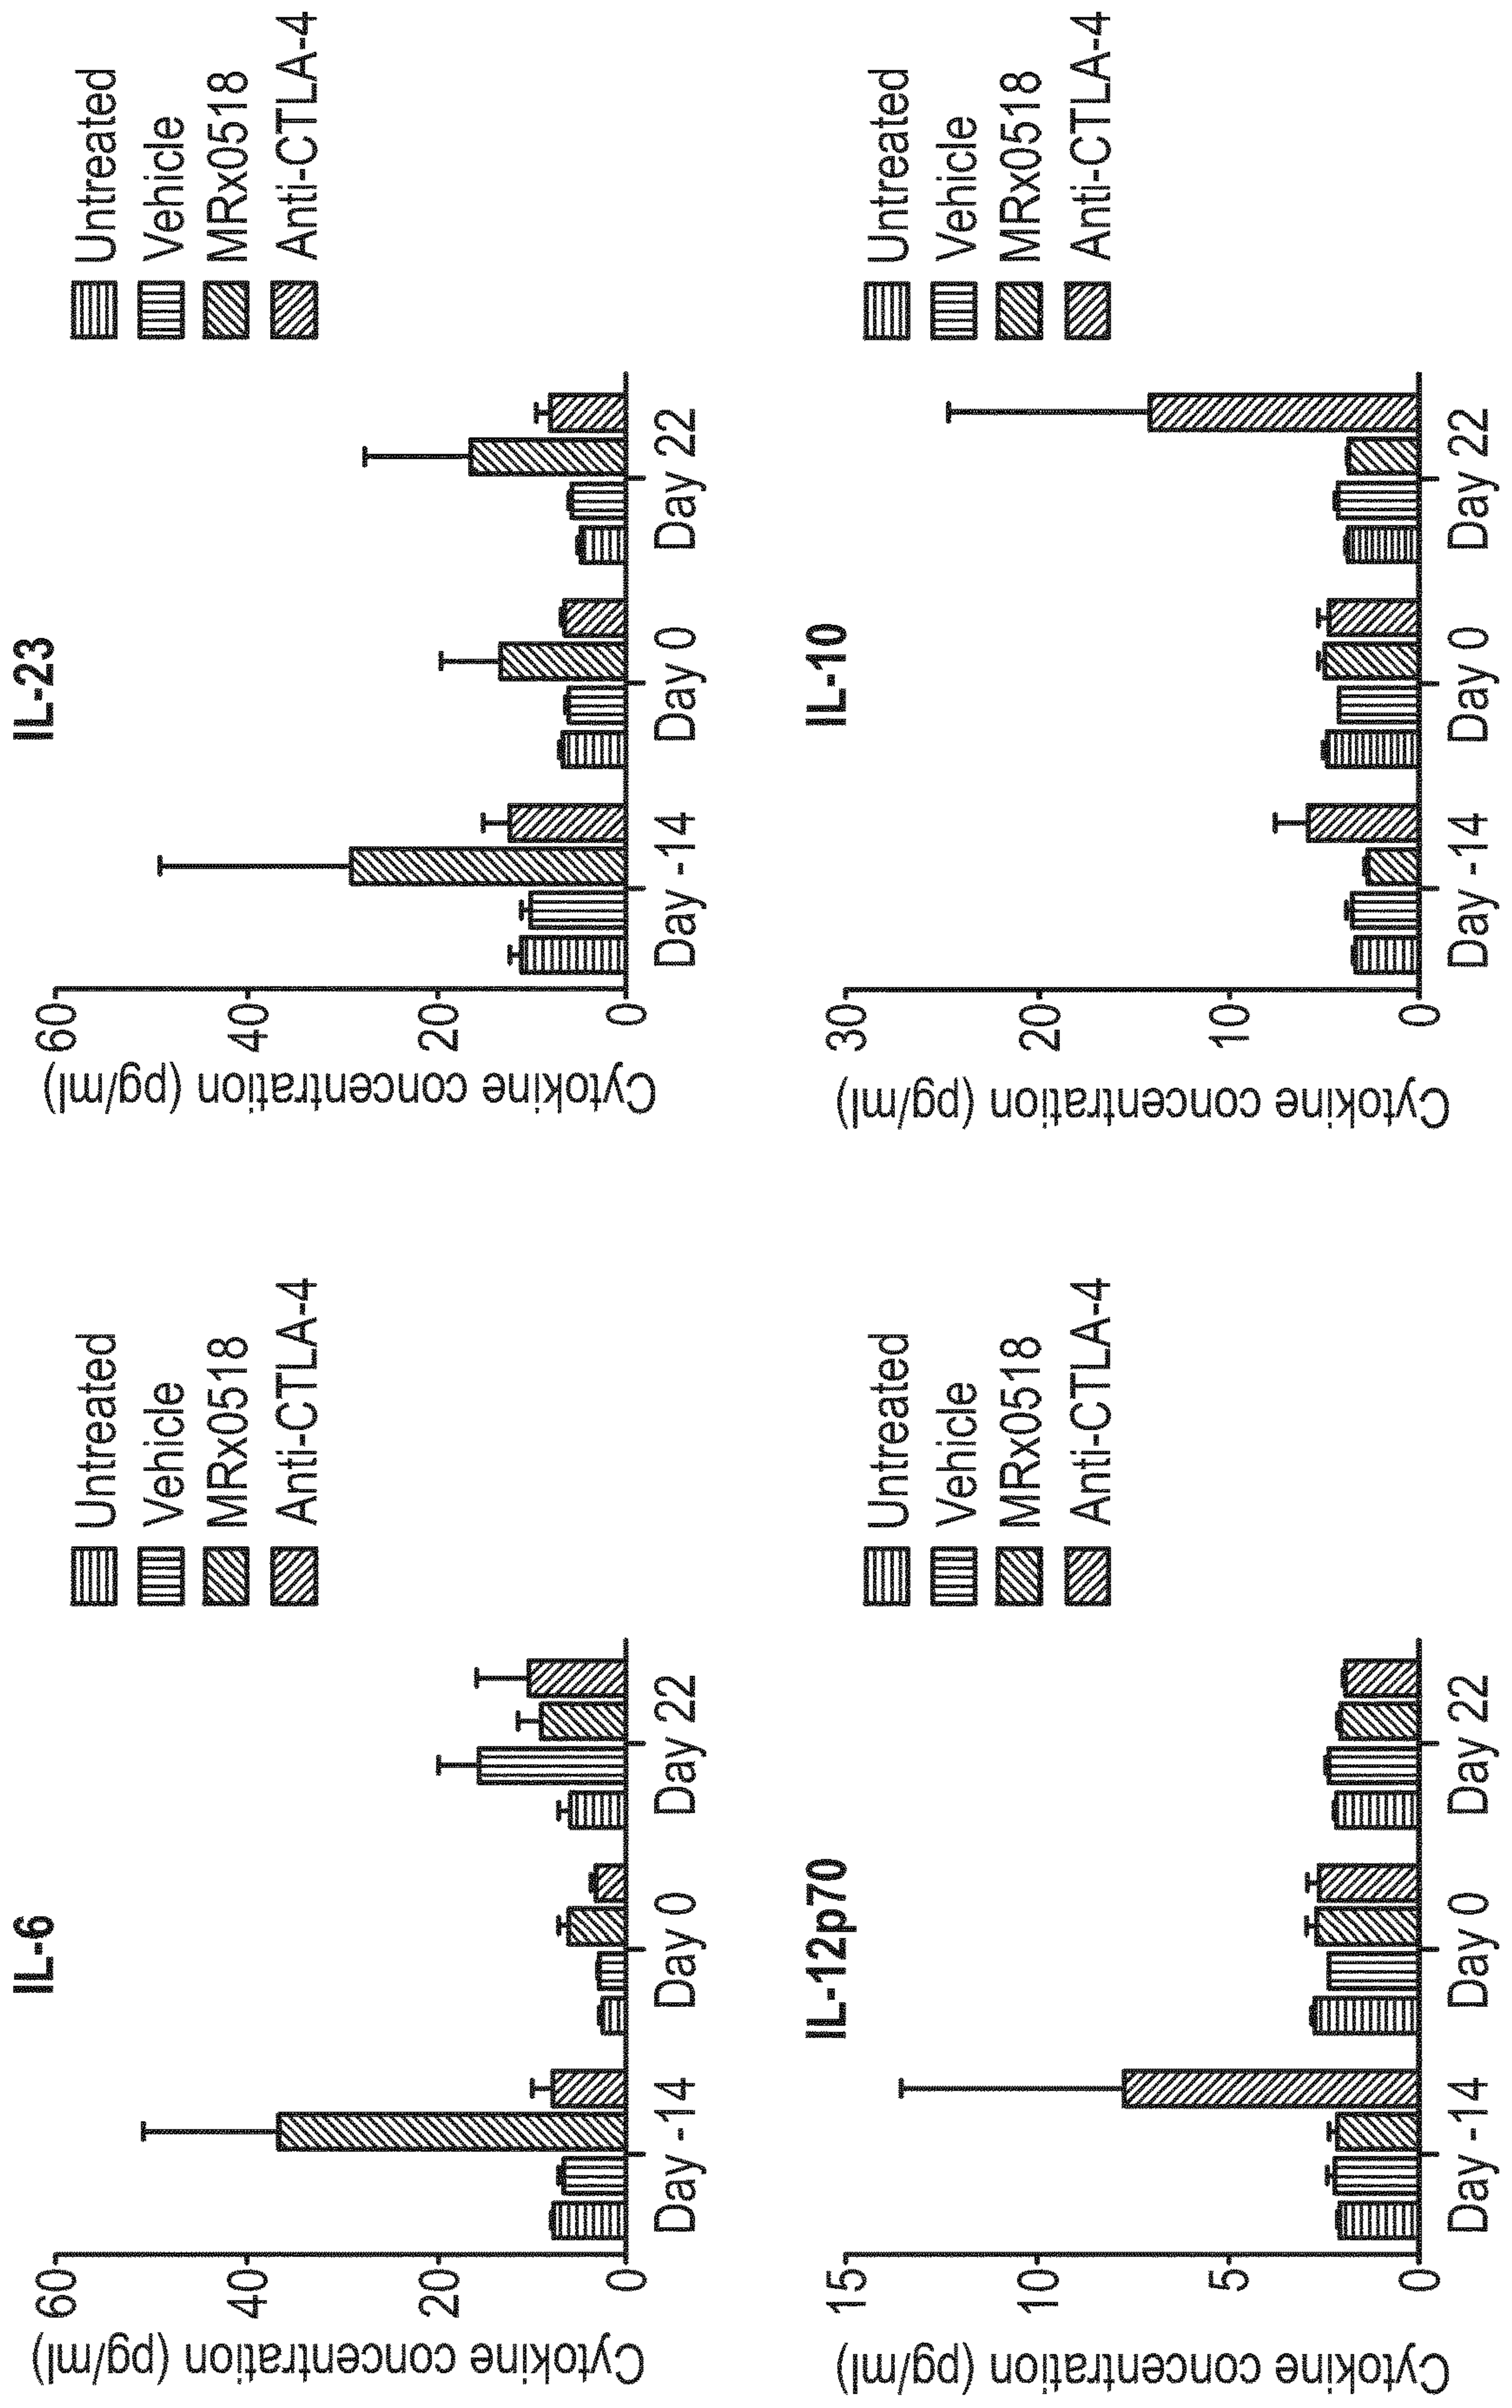 IL-6
Cytokine concentration (pg/ml)
60
40
20
0
Day -14
Day 0
Day 22
Untreated
Vehicle
MRx0518
Anti-CTLA-4
IL-23
Cytokine concentration (pg/ml)
60
40
20
0
Day -14
Day 0
Day 22
Untreated
Vehicle
MRx0518
Anti-CTLA-4
IL-12p70
Cytokine concentration (pg/ml)
15
10
5
0
Day -14
Day 0
Day 22
Untreated
Vehicle
MRx0518
Anti-CTLA-4
IL-10
Cytokine concentration (pg/ml)
30
20
10
0
Day -14
Day 0
Day 22
Untreated
Vehicle
MRx0518
Anti-CTLA-4